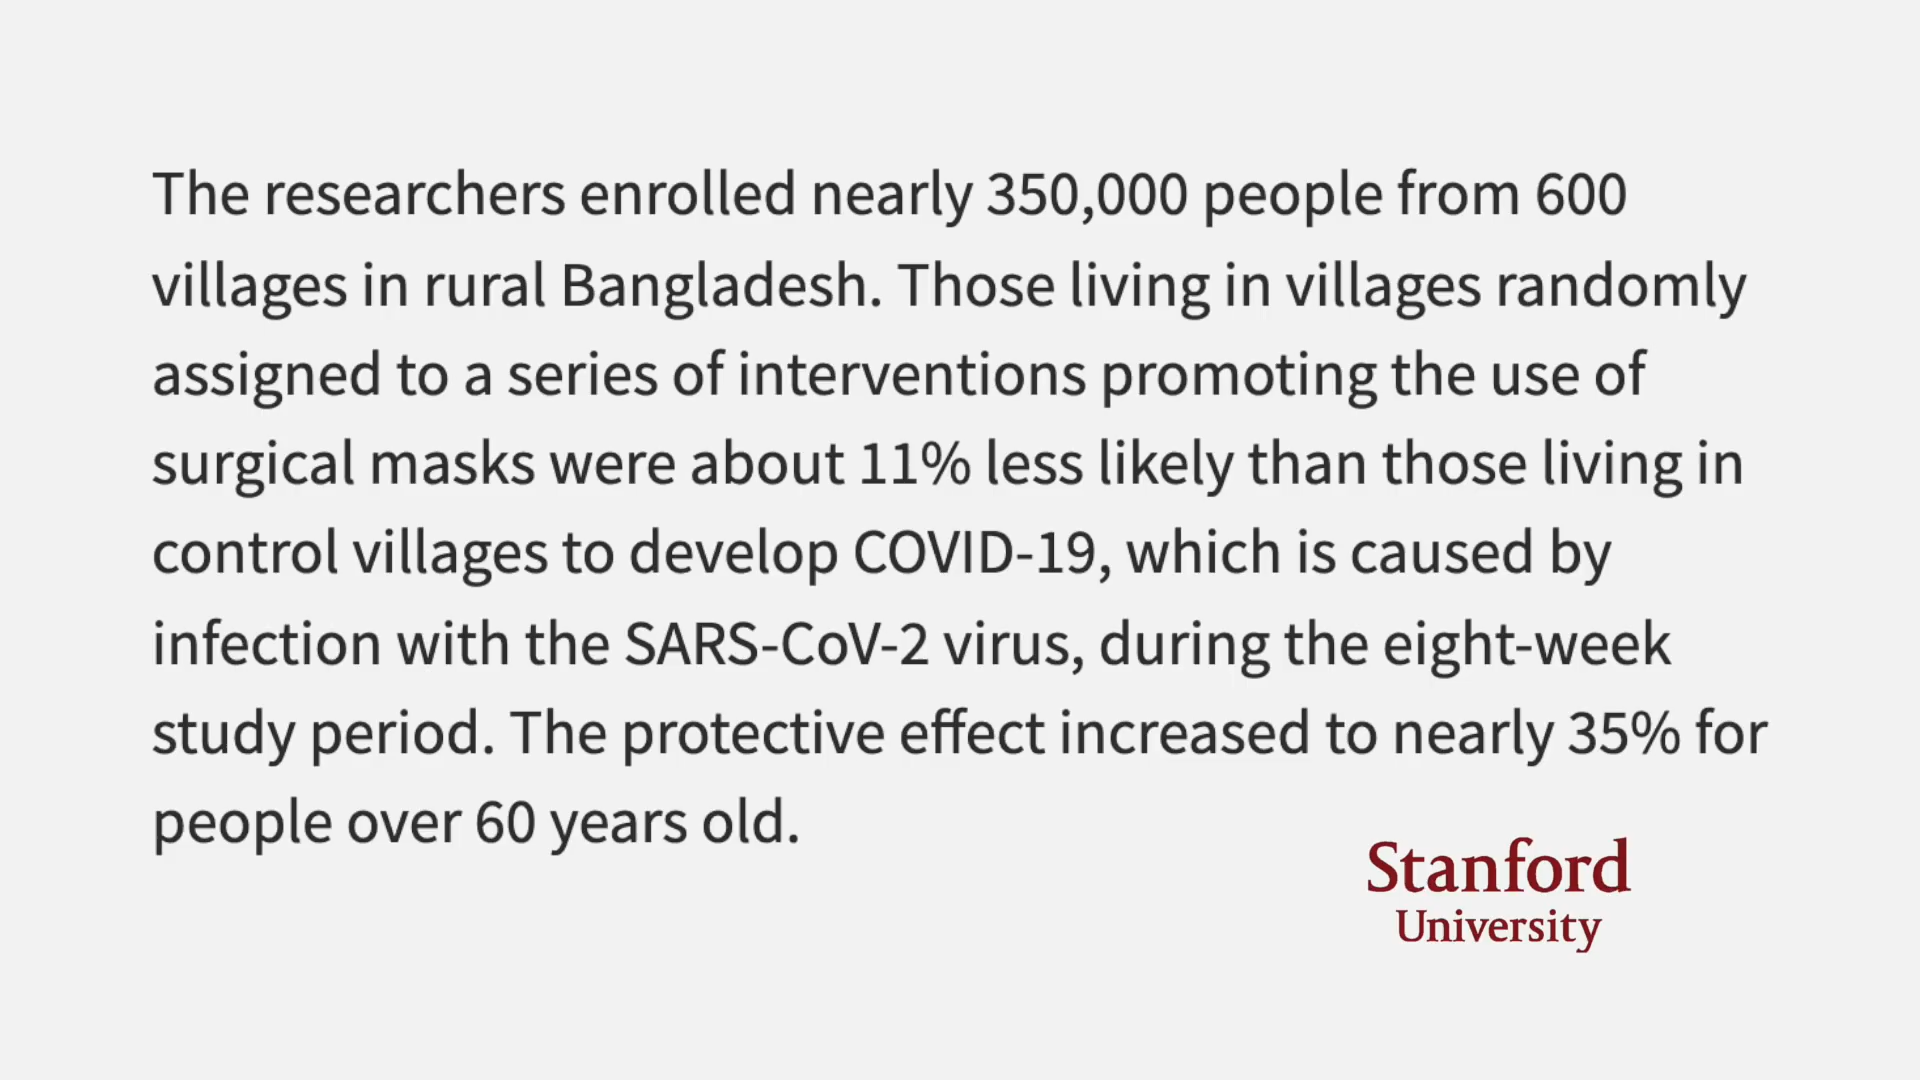 The researchers enrolled nearly 350,000 people from 600
villages in rural Bangladesh. Those living in villages randomly
assigned to a series of interventions promoting the use of
surgical masks were about 11% less likely than those living in
control villages to develop COVID-19, which is caused by
infection with the SARS-CoV-2 virus, during the eight-week
study period. The protective effect increased to nearly 35% for
people over 60 years old.
Stanford
University